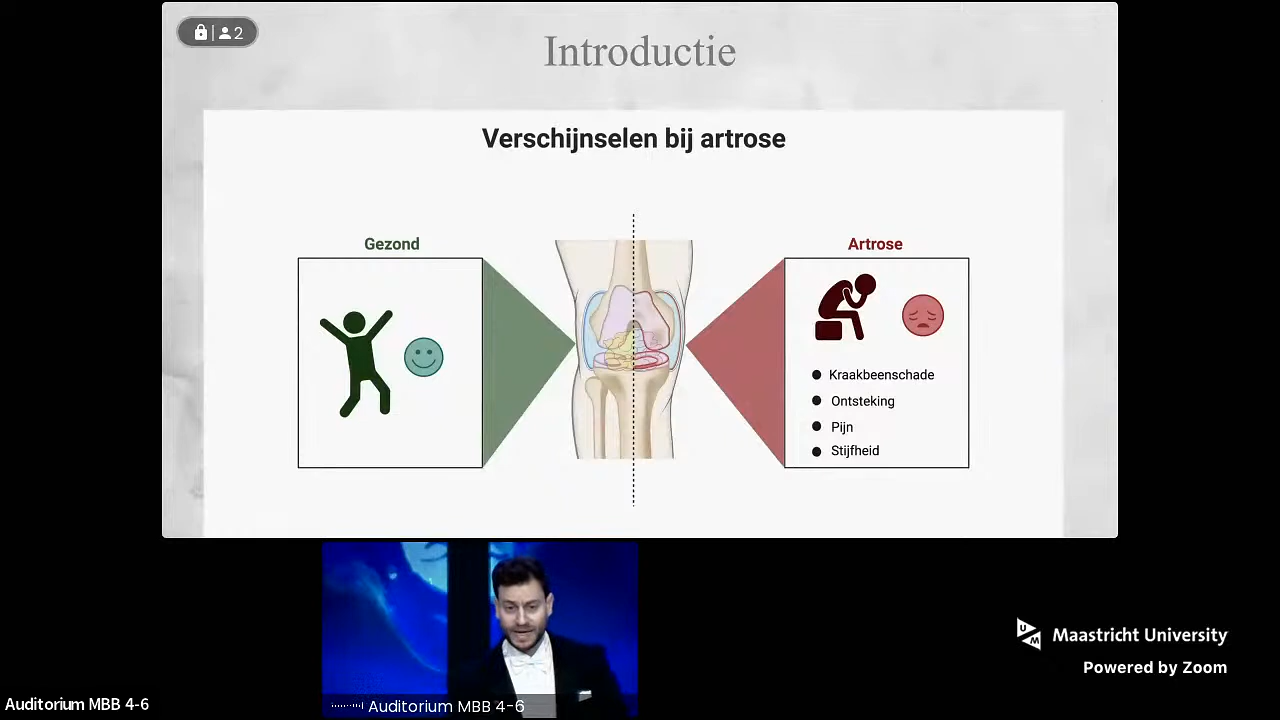 2
Introductie
Verschijnselen bij artrose
Gezond
Artrose
Kraakbeenschade
Ontsteking
Pijn
Stijfheid
UM
Maastricht University
Powered by Zoom
Auditorium MBB 4-6
Auditorium MBB 4-6